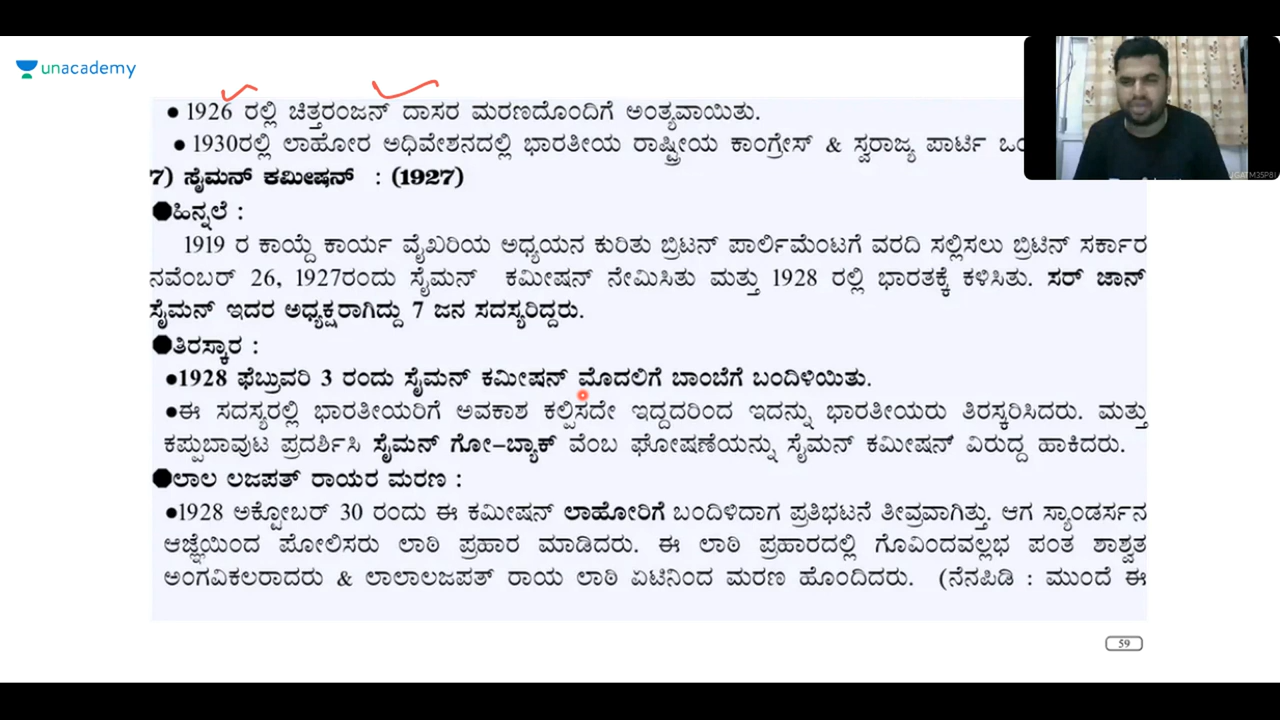 unacademy
● 1926 ರಲ್ಲಿ ಚಿತ್ತರಂಜನ್ ದಾಸರ ಮರಣದೊಂದಿಗೆ ಅಂತ್ಯವಾಯಿತು.
● 1930ರಲ್ಲಿ ಲಾಹೋರ ಅಧಿವೇಶನದಲ್ಲಿ ಭಾರತೀಯ ರಾಷ್ಟ್ರೀಯ ಕಾಂಗ್ರೇಸ್ & ಸ್ವರಾಜ್ಯ ಪಾರ್ಟಿ
7) ಸೈಮನ್ ಕಮೀಷನ್ : (1927)
●ಹಿನ್ನಲೆ :
1919 ರ ಕಾಯ್ದೆ ಕಾರ್ಯ ವೈಖರಿಯ ಅಧ್ಯಯನ ಕುರಿತು ಬ್ರಿಟನ್ ಪಾರ್ಲಿಮೆಂಟಗೆ ವರದಿ ಸಲ್ಲಿಸಲು ಬ್ರಿಟಿನ್ ಸರ್ಕಾರ
ನವೆಂಬರ್ 26, 1927ರಂದು ಸೈಮನ್ ಕಮೀಷನ್ ನೇಮಿಸಿತು ಮತ್ತು 1928 ರಲ್ಲಿ ಭಾರತಕ್ಕೆ ಕಳಿಸಿತು. ಸರ್ ಜಾನ್
ಸೈಮನ್ ಇದರ ಅಧ್ಯಕ್ಷರಾಗಿದ್ದು 7 ಜನ ಸದಸ್ಯರಿದ್ದರು.
●ತಿರಸ್ಕಾರ :
●1928 ಫೆಬ್ರುವರಿ 3 ರಂದು ಸೈಮನ್ ಕಮೀಷನ್ ಮೊದಲಿಗೆ ಬಾಂಬೆಗೆ ಬಂದಿಳಿಯಿತು.
●ಈ ಸದಸ್ಯರಲ್ಲಿ ಭಾರತೀಯರಿಗೆ ಅವಕಾಶ ಕಲ್ಪಿಸದೇ ಇದ್ದದರಿಂದ ಇದನ್ನು ಭಾರತೀಯರು ತಿರಸ್ಕರಿಸಿದರು. ಮತ್ತು
ಕಪ್ಪುಬಾವುಟ ಪ್ರದರ್ಶಿಸಿ ಸೈಮನ್ ಗೋ-ಬ್ಯಾಕ್ ವೆಂಬ ಘೋಷಣೆಯನ್ನು ಸೈಮನ್ ಕಮೀಷನ್ ವಿರುದ್ದ ಹಾಕಿದರು.
●ಲಾಲ ಲಜಪತ್ ರಾಯರ ಮರಣ :
●1928 ಅಕ್ಟೋಬರ್ 30 ರಂದು ಈ ಕಮೀಷನ್ ಲಾಹೋರಿಗೆ ಬಂದಿಳಿದಾಗ ಪ್ರತಿಭಟನೆ ತೀವ್ರವಾಗಿತ್ತು. ಆಗ ಸ್ಯಾಂಡರ್ಸನ
ಆಜ್ಞೆಯಿಂದ ಪೋಲಿಸರು ಲಾಠಿ ಪ್ರಹಾರ ಮಾಡಿದರು. ಈ ಲಾಠಿ ಪ್ರಹಾರದಲ್ಲಿ ಗೊವಿಂದವಲ್ಲಭ ಪಂತ ಶಾಶ್ವತ
ಅಂಗವಿಕಲರಾದರು & ಲಾಲಾಲಜಪತ್ ರಾಯ ಲಾಠಿ ಏಟಿನಿಂದ ಮರಣ ಹೊಂದಿದರು. (ನೆನಪಿಡಿ : ಮುಂದೆ ಈ
59